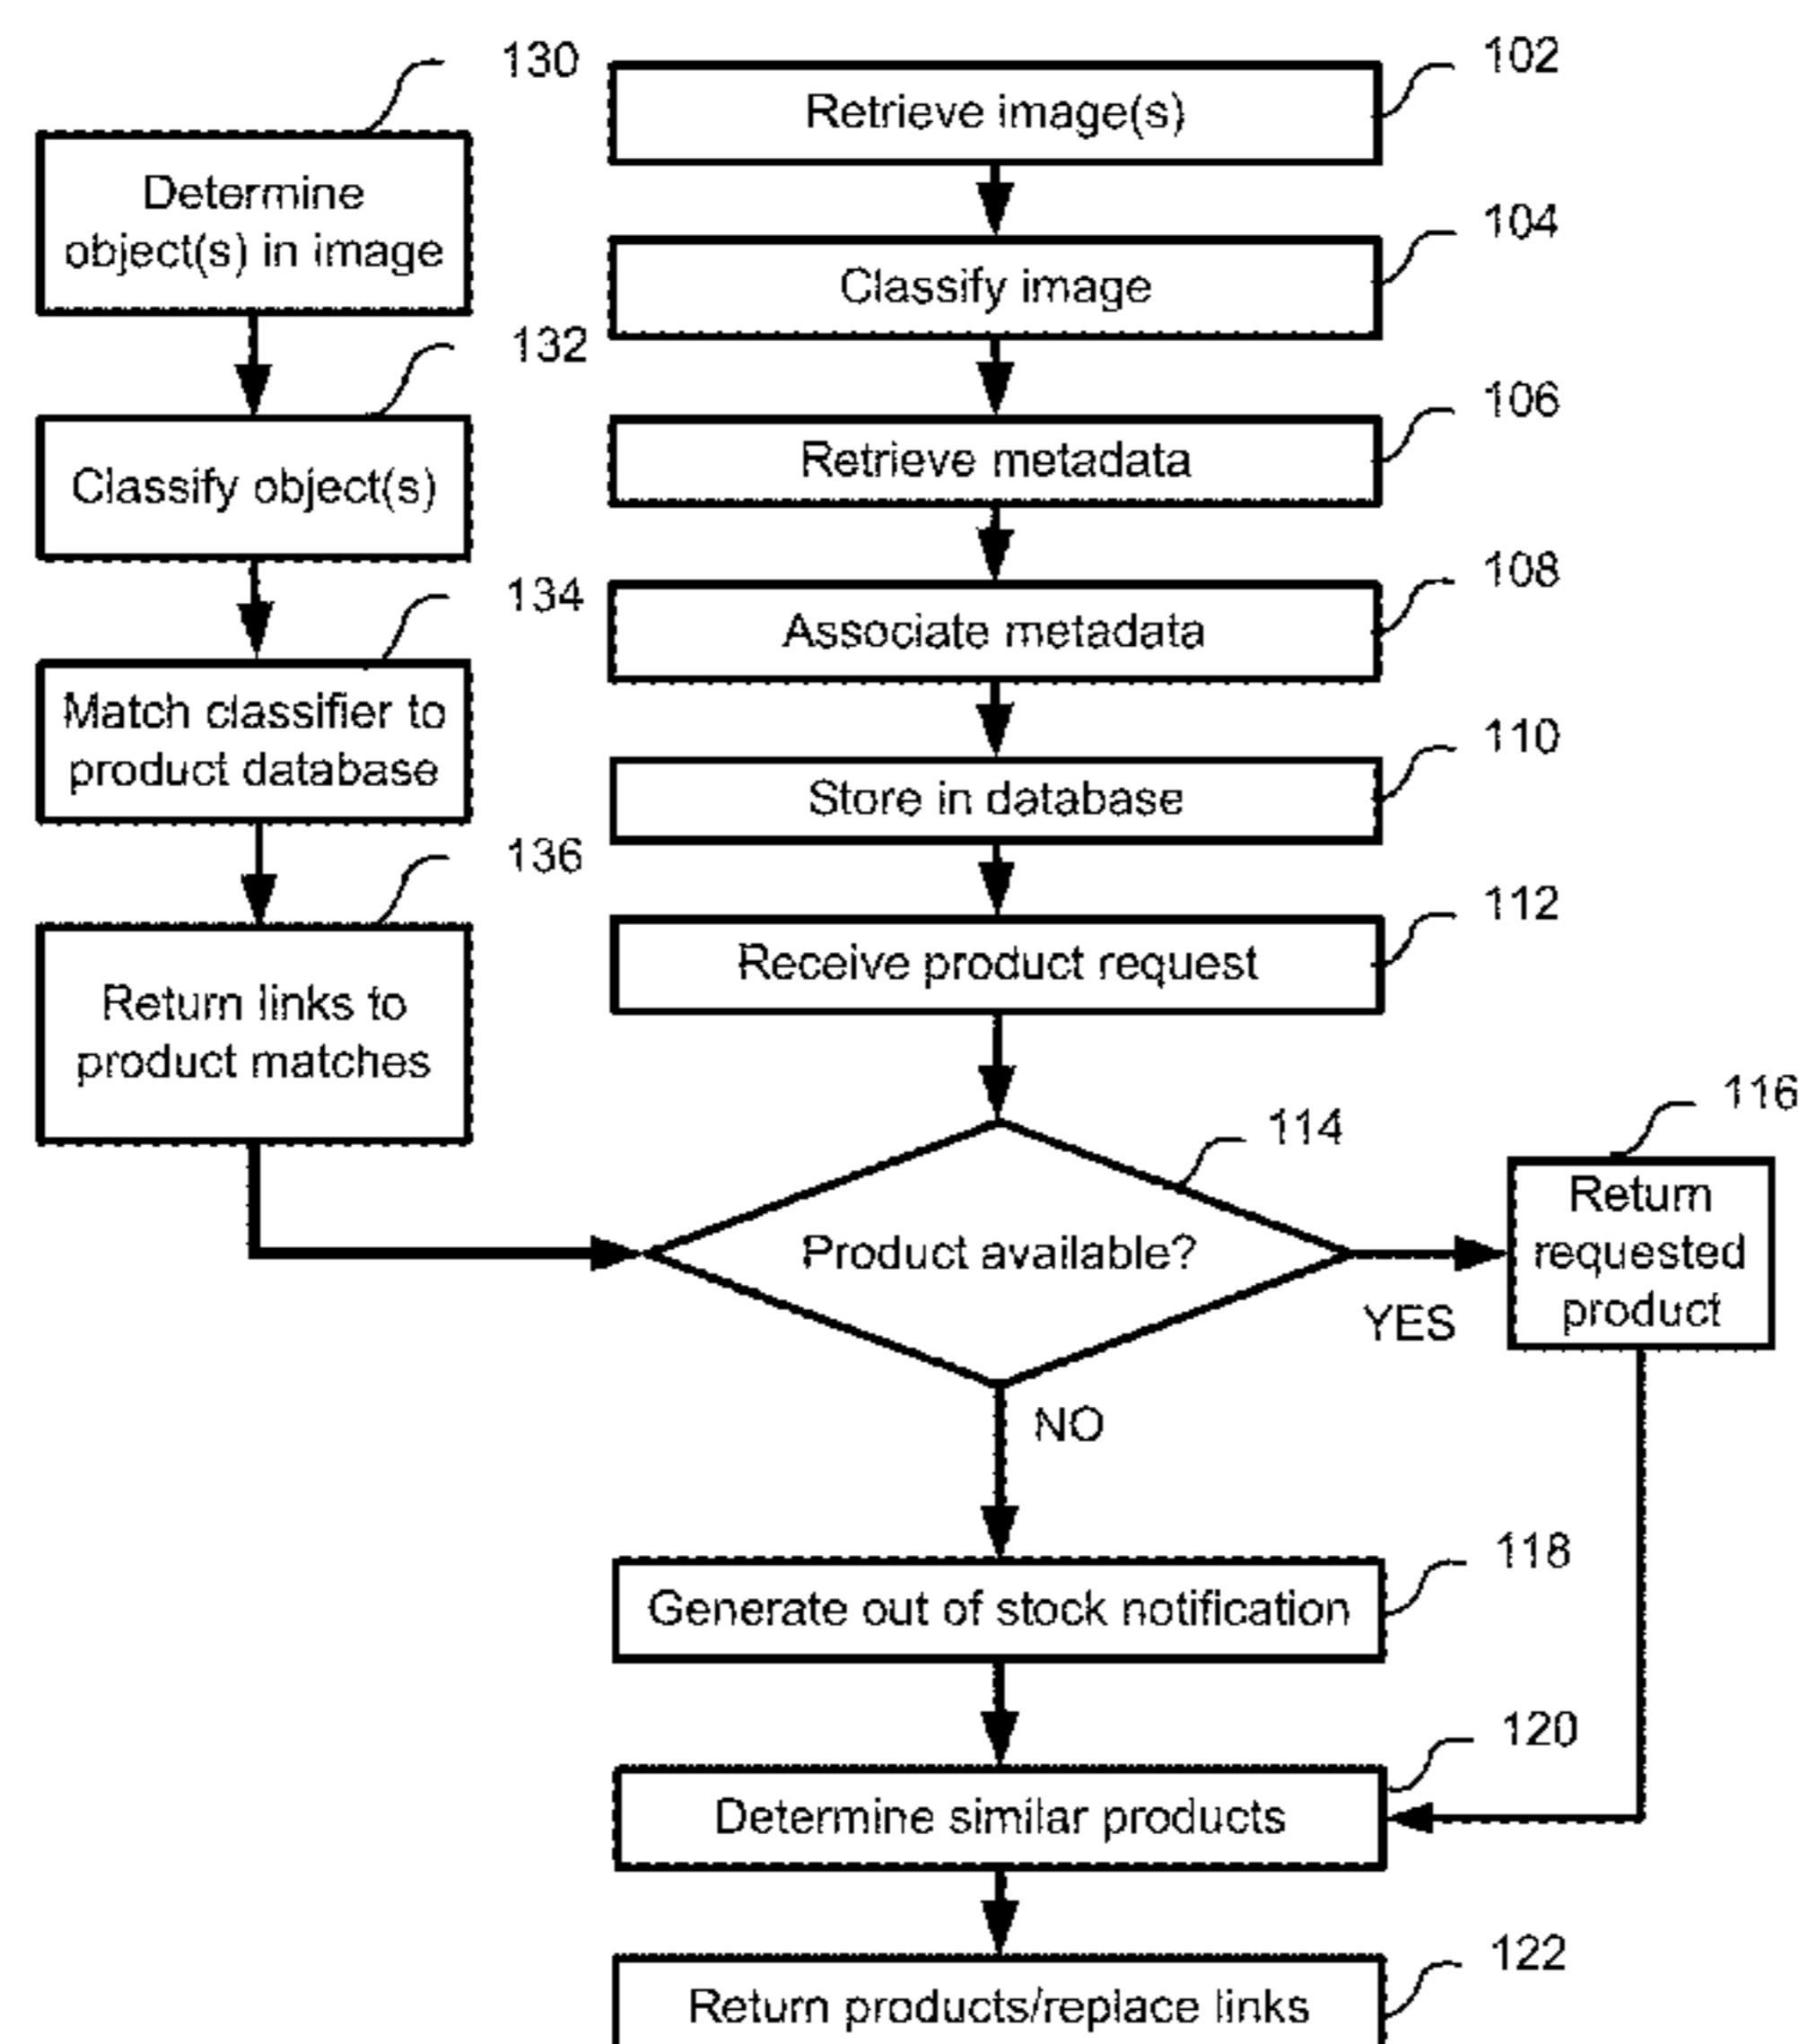 130
Determine
object(s) in image
132
Classify object(s)
134
Match classifier to
product database
136
Return links to
product matches
102
Retrieve image(s)
104
Classify image
106
Retrieve metadata
108
Associate metadata
110
Store in database
112
Receive product request
114
Product available?
YES
116
Return
requested
product
NO
118
Generate out of stock notification
120
Determine similar products
122
Return products/replace links